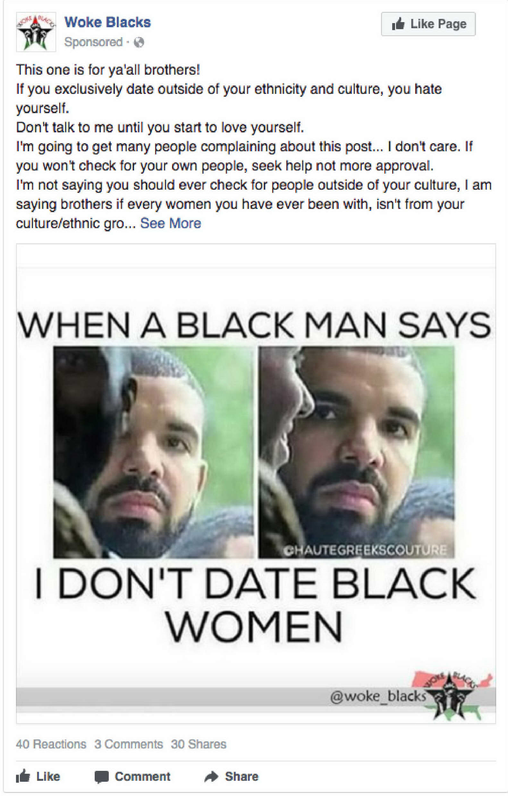 Woke Blacks
Like Page
Sponsored ·
This one is for ya'all brothers!
If you exclusively date outside of your ethnicity and culture, you hate
yourself.
Don't talk to me until you start to love yourself.
I'm going to get many people complaining about this post... I don't care. If
you won't check for your own people, seek help not more approval.
I'm not saying you should ever check for people outside of your culture, I am
saying brothers if every women you have ever been with, isn't from your
culture/ethnic gro... See More
WHEN A BLACK MAN SAYS
@HAUTEGREEKSCOUTURE
I DON'T DATE BLACK
WOMEN
@woke_blacks
WOKE BLACKS
40 Reactions 3 Comments 30 Shares
Like Comment Share